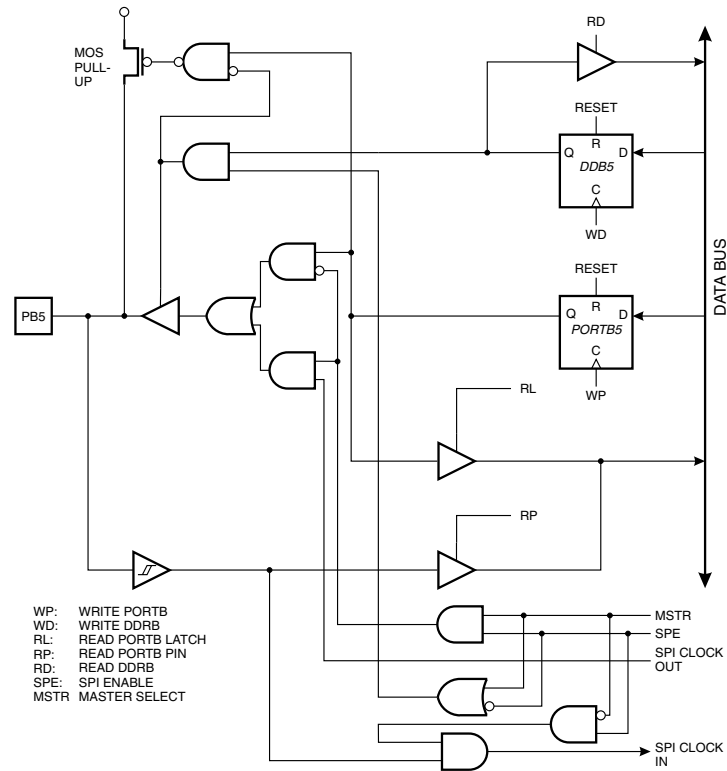 RD
MOS
PULL-
UP
RESET
R
Q
D
DDB5
C
WD
DATA BUS
RESET
R
Q
D
PB5
PORTB5
C
WP
RL
RP
WP: WRITE PORTB
WD: WRITE DDRB
RL: READ PORTB LATCH
RP: READ PORTB PIN
RD: READ DDRB
SPE: SPI ENABLE
MSTR MASTER SELECT
MSTR
SPE
SPI CLOCK
OUT
SPI CLOCK
IN